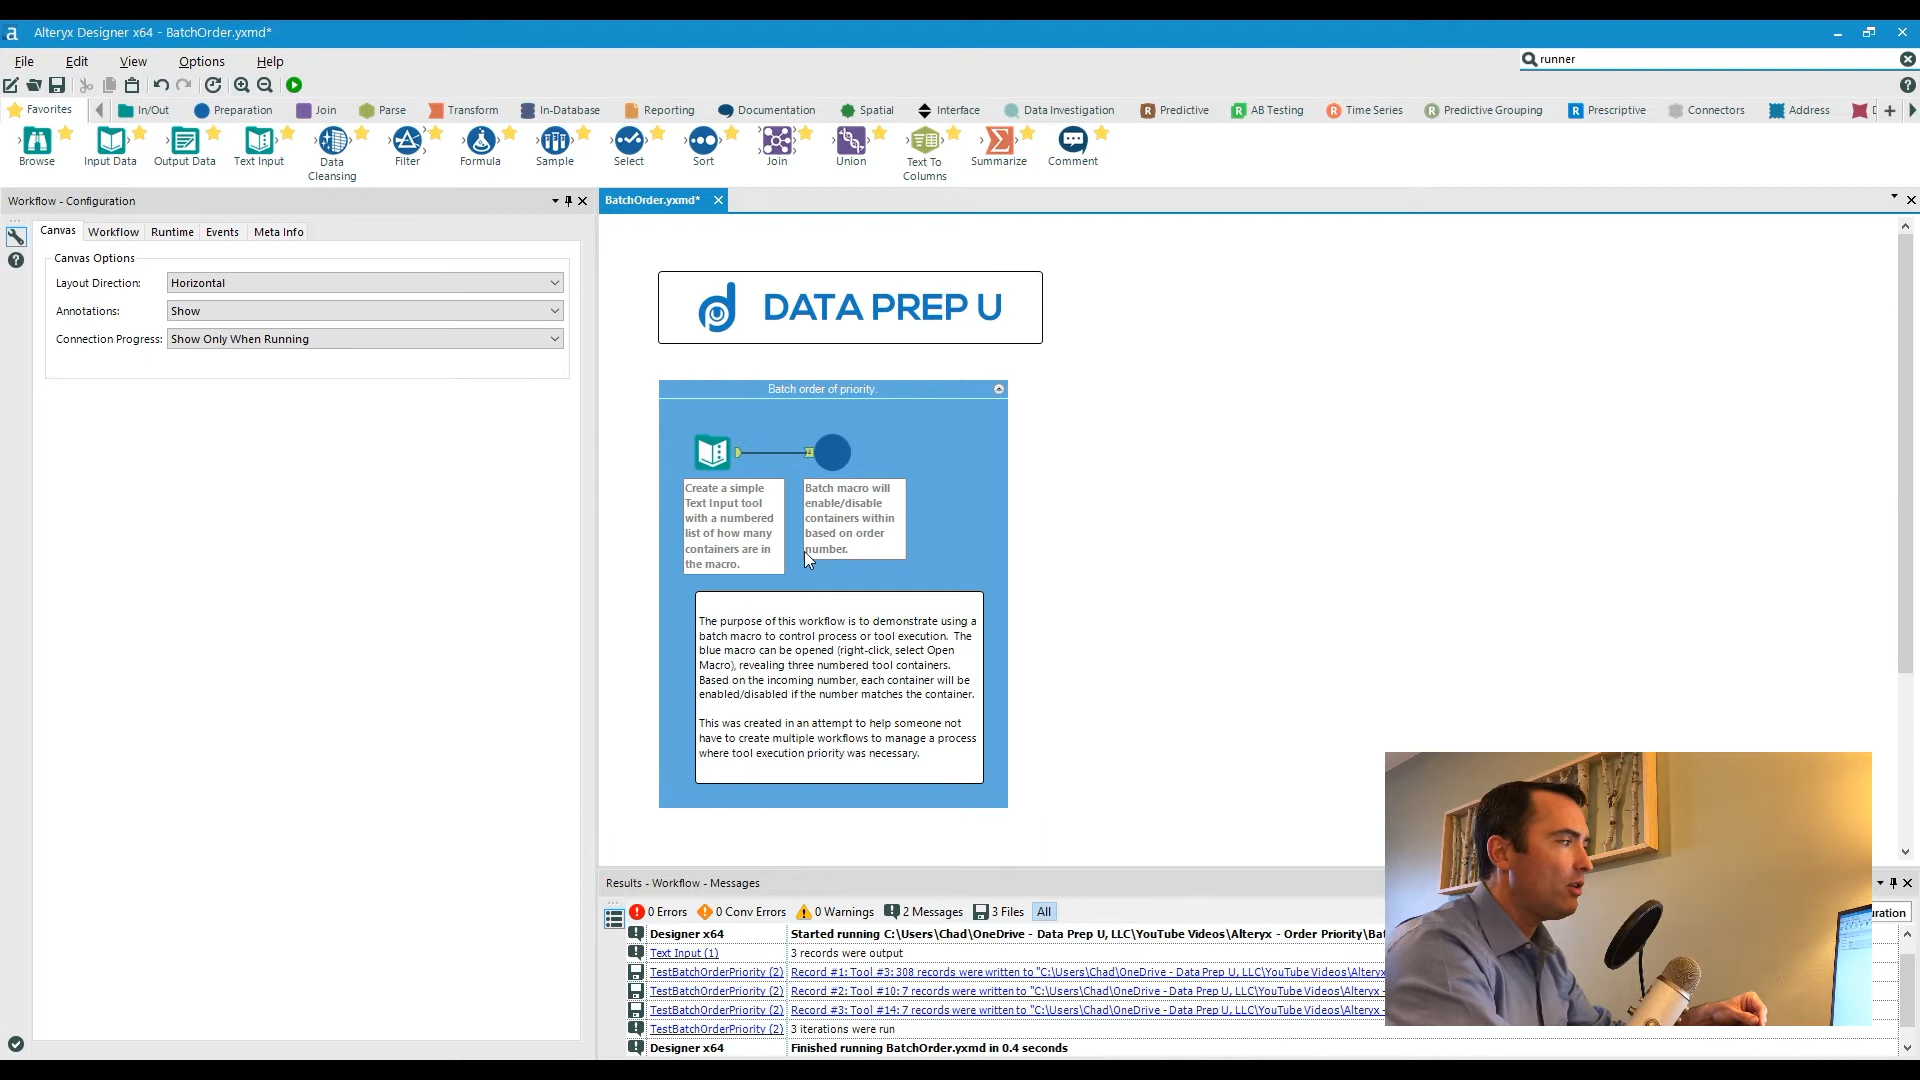 Alteryx Designer x64 - BatchOrder.yxmd*
File Edit View Options Help
runner
Favorites In/Out Preparation Join Parse Transform In-Database Reporting Documentation Spatial Interface Data Investigation Predictive AB Testing Time Series Predictive Grouping Prescriptive Connectors Address
Browse Input Data Output Data Text Input Data Cleansing Filter Formula Sample Select Sort Join Union Text To Columns Summarize Comment
Workflow - Configuration
BatchOrder.yxmd*
Canvas Workflow Runtime Events Meta Info
Canvas Options
Layout Direction: Horizontal
Annotations: Show
Connection Progress: Show Only When Running
DATA PREP U
Batch order of priority.
Create a simple
Text Input tool
with a numbered
list of how many
containers are in
the macro.
Batch macro will
enable/disable
containers within
based on order
number.
The purpose of this workflow is to demonstrate using a
batch macro to control process or tool execution. The
blue macro can be opened (right-click, select Open
Macro), revealing three numbered tool containers.
Based on the incoming number, each container will be
enabled/disabled if the number matches the container.
This was created in an attempt to help someone not
have to create multiple workflows to manage a process
where tool execution priority was necessary.
Results - Workflow - Messages
0 Errors 0 Conv Errors 0 Warnings 2 Messages 3 Files All
Designer x64 Started running C:\Users\Chad\OneDrive - Data Prep U, LLC\YouTube Videos\Alteryx - Order Priority\Bat
Text Input (1) 3 records were output
TestBatchOrderPriority (2) Record #1: Tool #3: 308 records were written to "C:\Users\Chad\OneDrive - Data Prep U, LLC\YouTube Videos\Alteryx
TestBatchOrderPriority (2) Record #2: Tool #10: 7 records were written to "C:\Users\Chad\OneDrive - Data Prep U, LLC\YouTube Videos\Alteryx -
TestBatchOrderPriority (2) Record #3: Tool #14: 7 records were written to "C:\Users\Chad\OneDrive - Data Prep U, LLC\YouTube Videos\Alteryx -
TestBatchOrderPriority (2) 3 iterations were run
Designer x64 Finished running BatchOrder.yxmd in 0.4 seconds